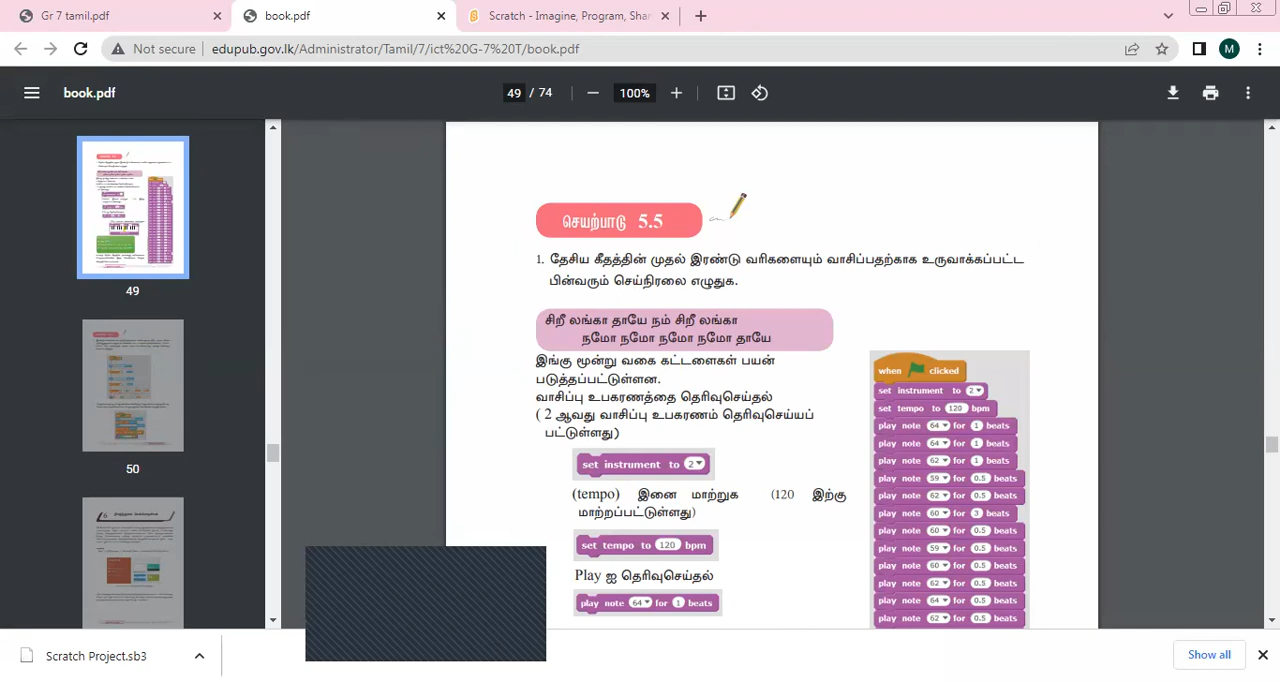 Gr 7 tamil.pdf
book.pdf
Scratch - Imagine, Program, Shar
Not secure
edupub.gov.lk/Administrator/Tamil/7/ict%20G-7%20T/book.pdf
M
book.pdf
49 / 74
100%
49
50
செயற்பாடு 5.5
1. தேசிய கீதத்தின் முதல் இரண்டு வரிகளையும் வாசிப்பதற்காக உருவாக்கப்பட்ட
பின்வரும் செய்நிரலை எழுதுக.
சிறீ லங்கா தாயே நம் சிறீ லங்கா
நமோ நமோ நமோ நமோ தாயே
இங்கு மூன்று வகை கட்டளைகள் பயன்
படுத்தப்பட்டுள்ளன.
வாசிப்பு உபகரணத்தை தெரிவுசெய்தல்
( 2 ஆவது வாசிப்பு உபகரணம் தெரிவுசெய்யப்
பட்டுள்ளது)
set instrument to 2
(tempo) இனை மாற்றுக (120 இற்கு
மாற்றப்பட்டுள்ளது)
set tempo to 120 bpm
Play ஐ தெரிவுசெய்தல்
play note 64 for 1 beats
when clicked
set instrument to 2
set tempo to 120 bpm
play note 64 for 1 beats
play note 64 for 1 beats
play note 62 for 1 beats
play note 59 for 0.5 beats
play note 62 for 0.5 beats
play note 60 for 3 beats
play note 60 for 0.5 beats
play note 59 for 0.5 beats
play note 60 for 0.5 beats
play note 62 for 0.5 beats
play note 64 for 0.5 beats
play note 62 for 0.5 beats
Scratch Project.sb3
Show all